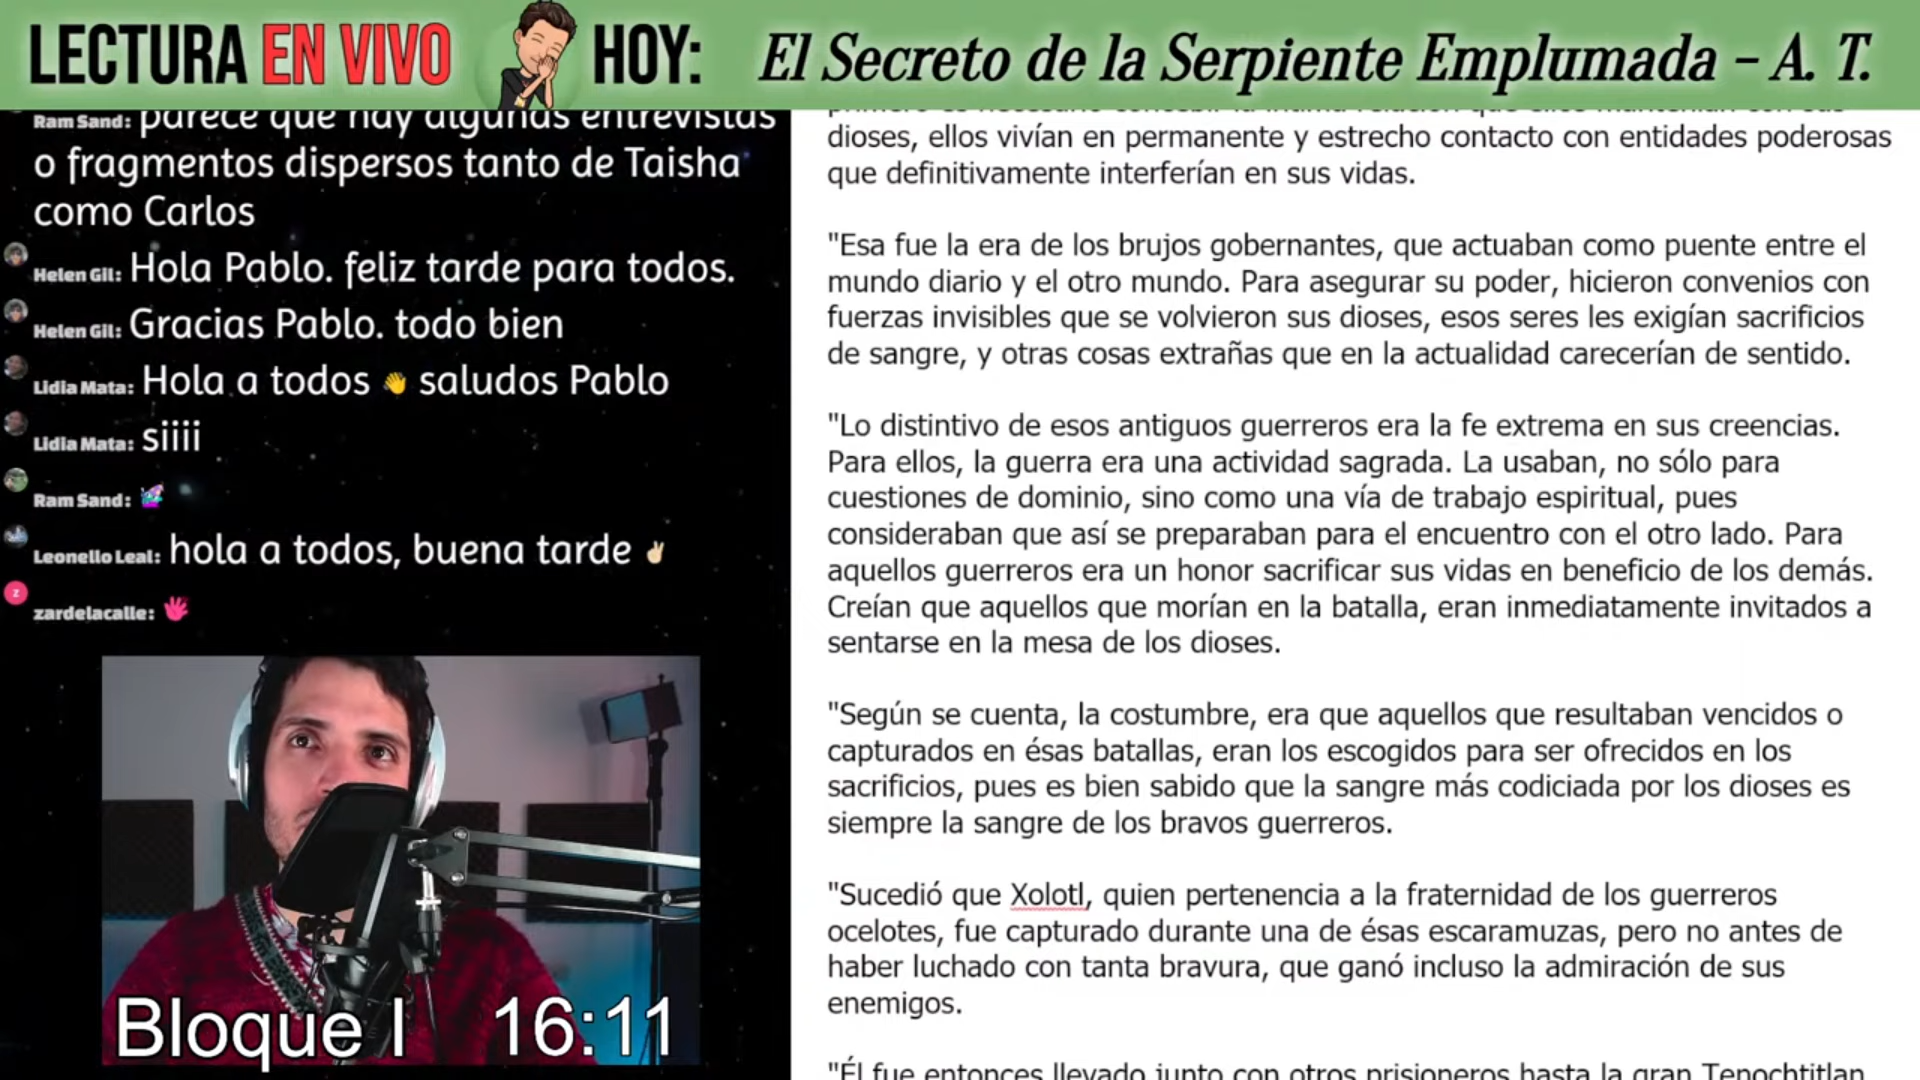 LECTURA EN VIVO HOY: El Secreto de la Serpiente Emplumada - A. T.
Ram Sand: parece que hay algunas entrevistas
o fragmentos dispersos tanto de Taisha
como Carlos
Helen Gil: Hola Pablo. feliz tarde para todos.
Helen Gil: Gracias Pablo. todo bien
Lidia Mata: Hola a todos 👋 saludos Pablo
Lidia Mata: siiii
Ram Sand:
Leonello Leal: hola a todos, buena tarde ✌
Z
zardelacalle:
Bloque I 16:11
dioses, ellos vivían en permanente y estrecho contacto con entidades poderosas
que definitivamente interferían en sus vidas.
"Esa fue la era de los brujos gobernantes, que actuaban como puente entre el
mundo diario y el otro mundo. Para asegurar su poder, hicieron convenios con
fuerzas invisibles que se volvieron sus dioses, esos seres les exigían sacrificios
de sangre, y otras cosas extrañas que en la actualidad carecerían de sentido.
"Lo distintivo de esos antiguos guerreros era la fe extrema en sus creencias.
Para ellos, la guerra era una actividad sagrada. La usaban, no sólo para
cuestiones de dominio, sino como una vía de trabajo espiritual, pues
consideraban que así se preparaban para el encuentro con el otro lado. Para
aquellos guerreros era un honor sacrificar sus vidas en beneficio de los demás.
Creían que aquellos que morían en la batalla, eran inmediatamente invitados a
sentarse en la mesa de los dioses.
"Según se cuenta, la costumbre, era que aquellos que resultaban vencidos o
capturados en ésas batallas, eran los escogidos para ser ofrecidos en los
sacrificios, pues es bien sabido que la sangre más codiciada por los dioses es
siempre la sangre de los bravos guerreros.
"Sucedió que Xolotl, quien pertenencia a la fraternidad de los guerreros
ocelotes, fue capturado durante una de ésas escaramuzas, pero no antes de
haber luchado con tanta bravura, que ganó incluso la admiración de sus
enemigos.
"Él fue entonces llevado junto con otros prisioneros hasta la gran Tenochtitlan